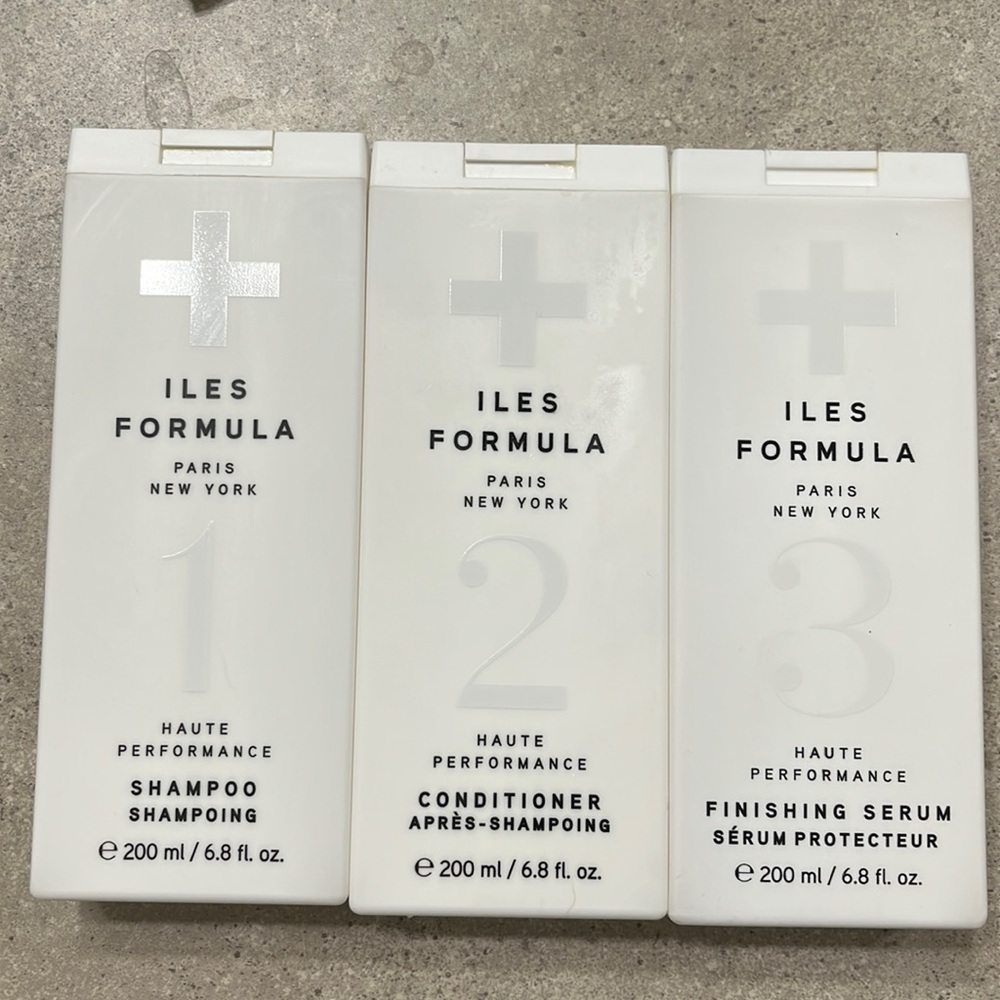 ILES
FORMULA
PARIS
NEW YORK
1
HAUTE
PERFORMANCE
SHAMPOO
SHAMPOING
℮ 200 ml / 6.8 fl. oz.
ILES
FORMULA
PARIS
NEW YORK
2
HAUTE
PERFORMANCE
CONDITIONER
APRÈS-SHAMPOING
℮ 200 ml / 6.8 fl. oz.
ILES
FORMULA
PARIS
NEW YORK
3
HAUTE
PERFORMANCE
FINISHING SERUM
SÉRUM PROTECTEUR
℮ 200 ml / 6.8 fl. oz.